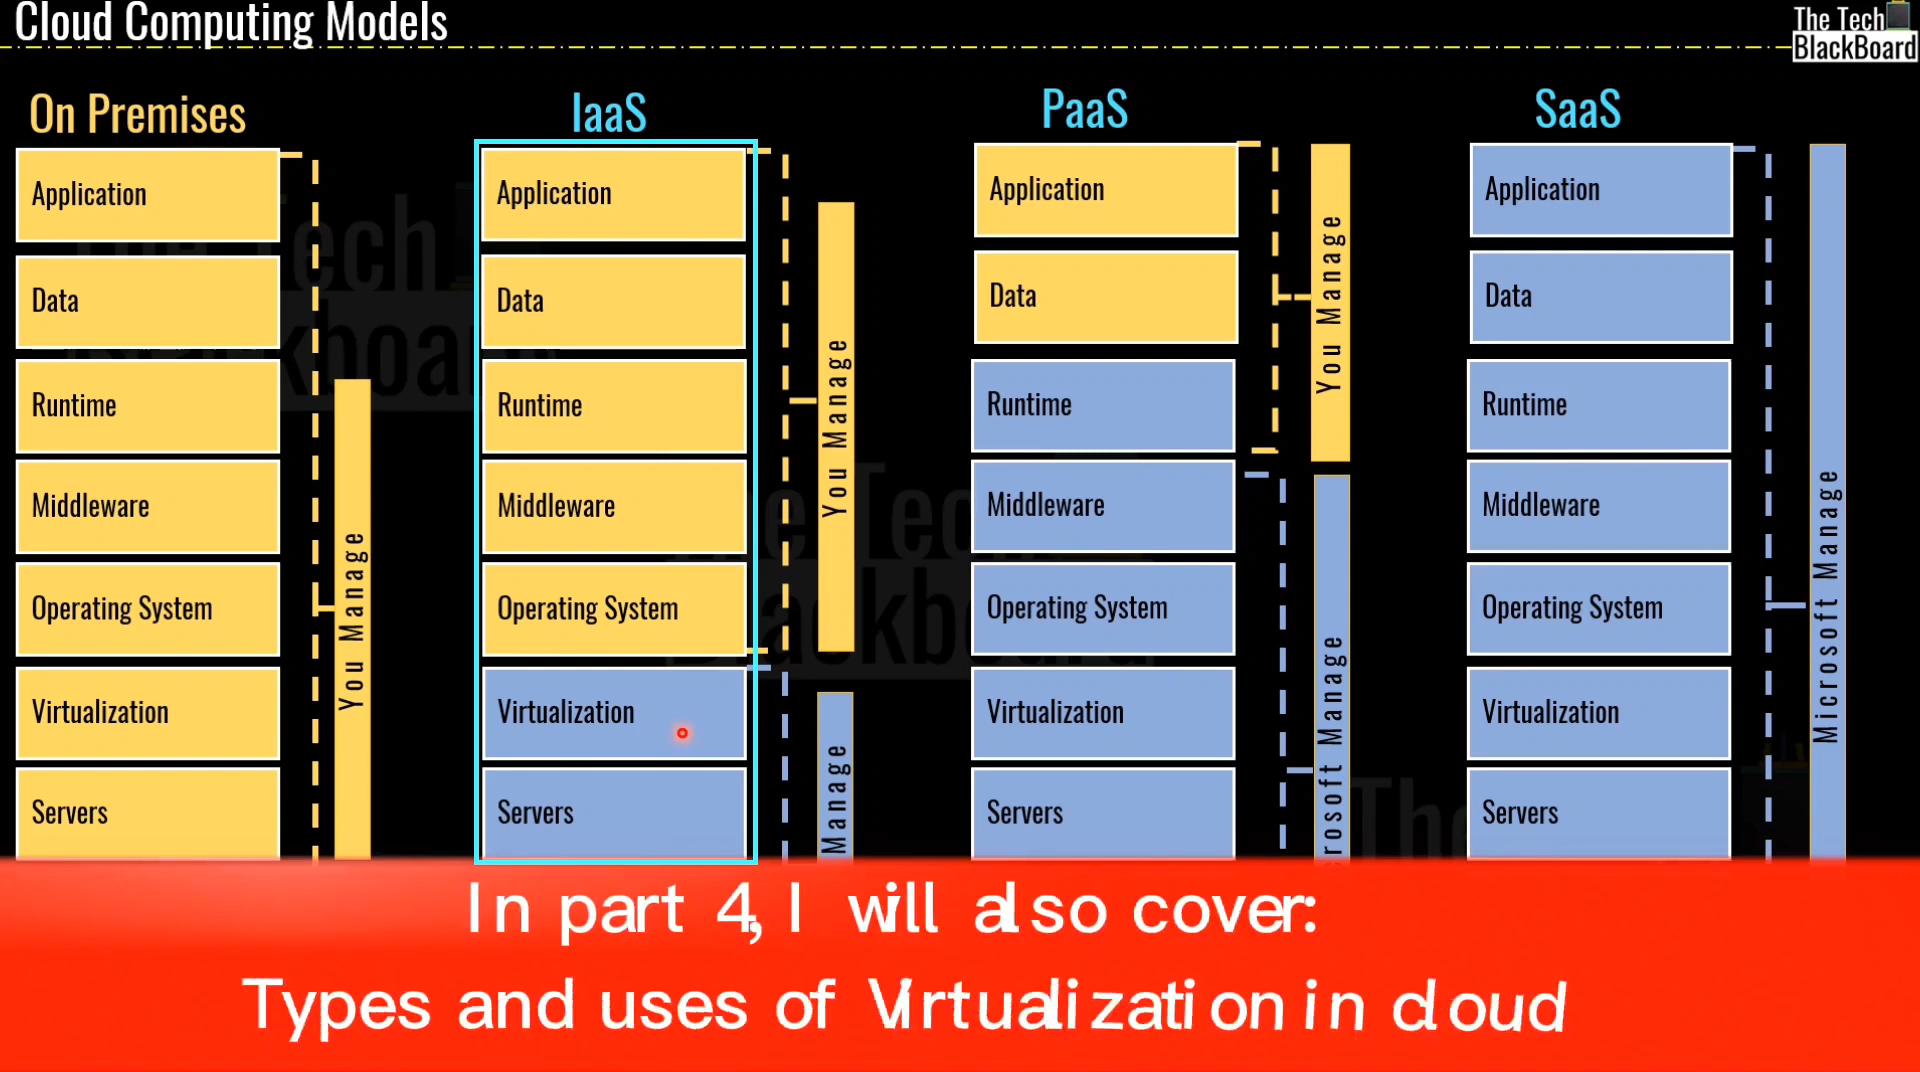 Cloud Computing Models
The Tech
BlackBoard
On Premises
Application
Data
Runtime
Middleware
Operating System
Virtualization
Servers
You Manage
IaaS
Application
Data
Runtime
Middleware
Operating System
Virtualization
Servers
You Manage
Manage
PaaS
Application
Data
Runtime
Middleware
Operating System
Virtualization
Servers
You Manage
rosoft Manage
SaaS
Application
Data
Runtime
Middleware
Operating System
Virtualization
Servers
Microsoft Manage
In part 4, I will also cover:
Types and uses of Virtualization in cloud